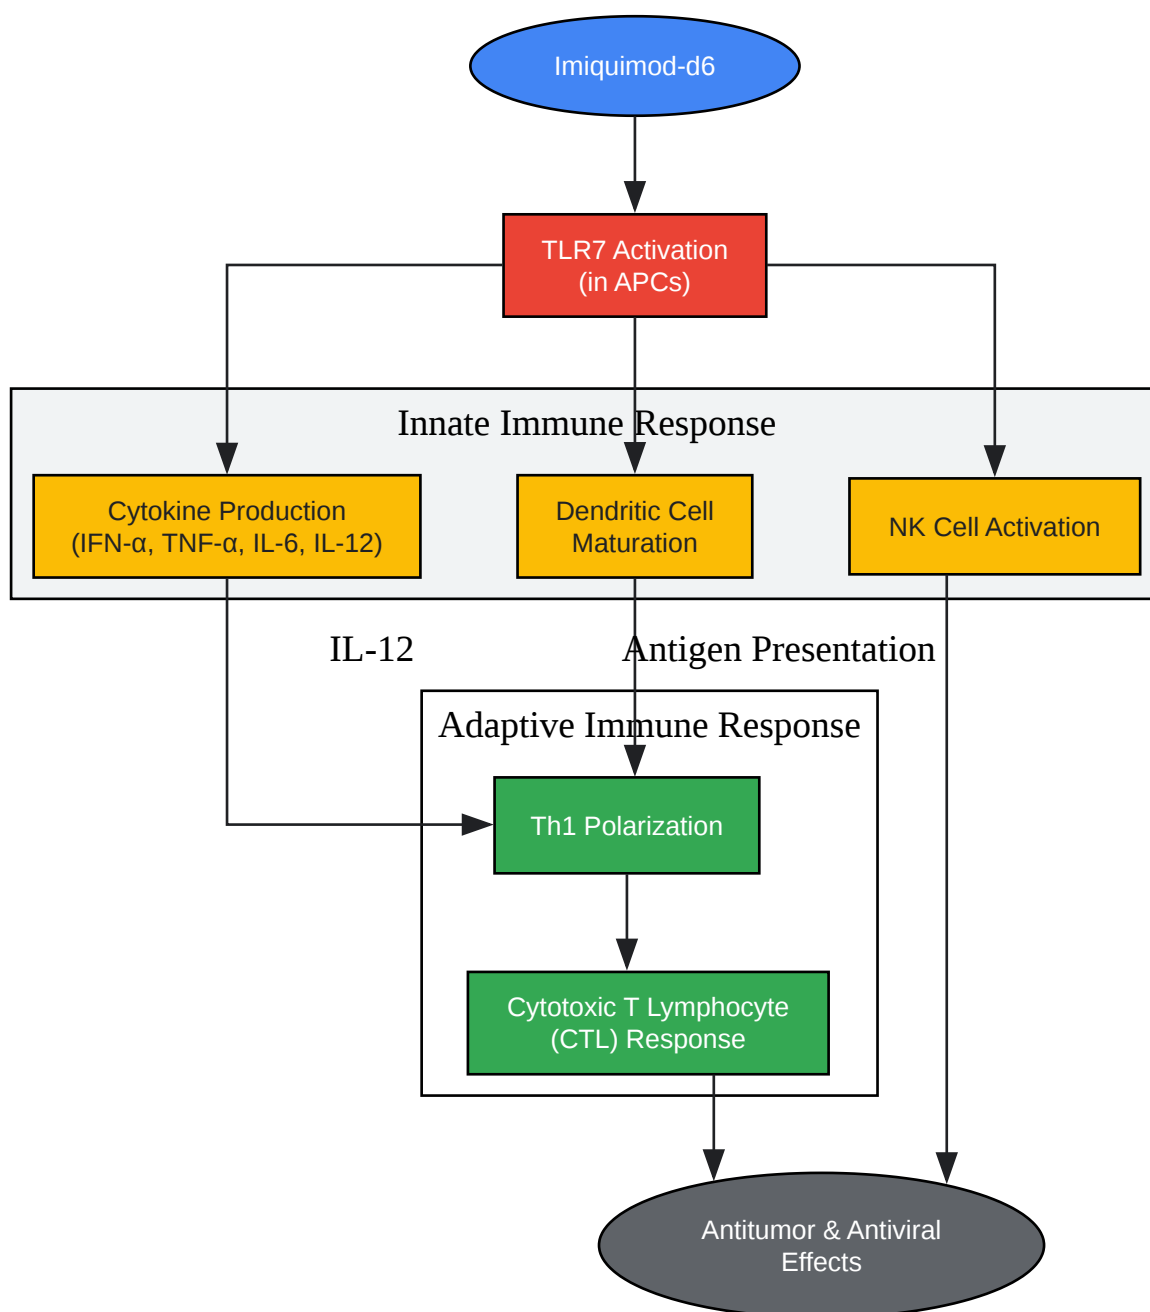 Imiquimod-d6
TLR7 Activation
(in APCs)
Innate Immune Response
Cytokine Production
(IFN-α, TNF-α, IL-6, IL-12)
Dendritic Cell
Maturation
NK Cell Activation
IL-12
Antigen Presentation
Adaptive Immune Response
Th1 Polarization
Cytotoxic T Lymphocyte
(CTL) Response
Antitumor & Antiviral
Effects